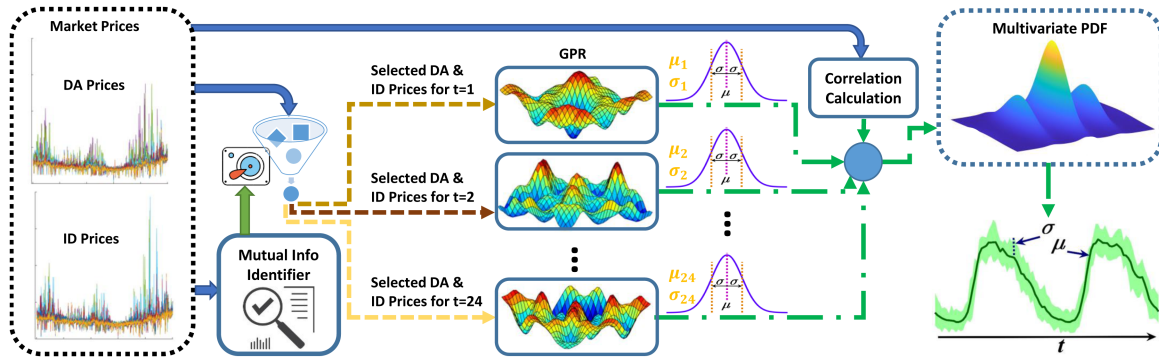 Market Prices
DA Prices
ID Prices
Mutual Info
Identifier
Selected DA &
ID Prices for t=1
Selected DA &
ID Prices for t=2
Selected DA &
ID Prices for t=24
GPR
μ1
σ1
σ σ
μ
μ2
σ2
σ σ
μ
μ24
σ24
σ σ
μ
Correlation
Calculation
Multivariate PDF
σ
μ
t